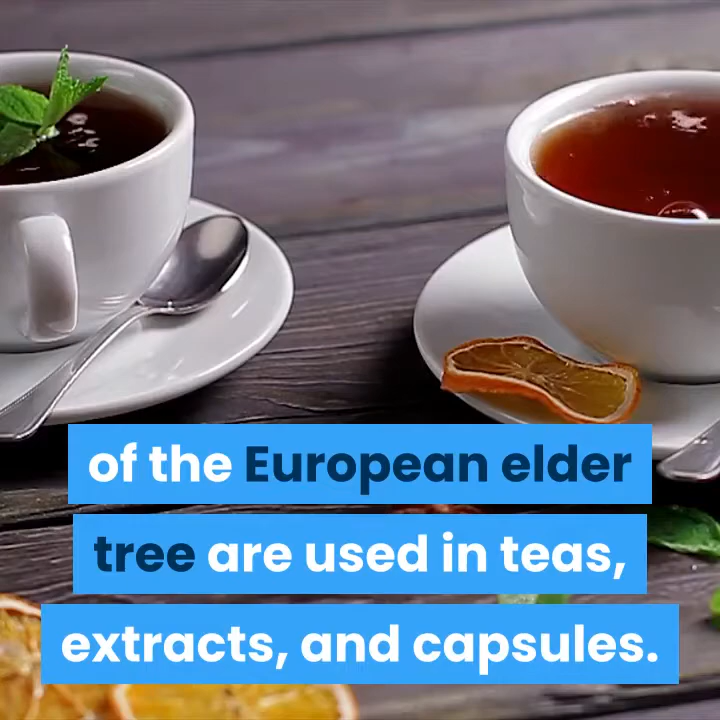 of the European elder
tree are used in teas,
extracts, and capsules.